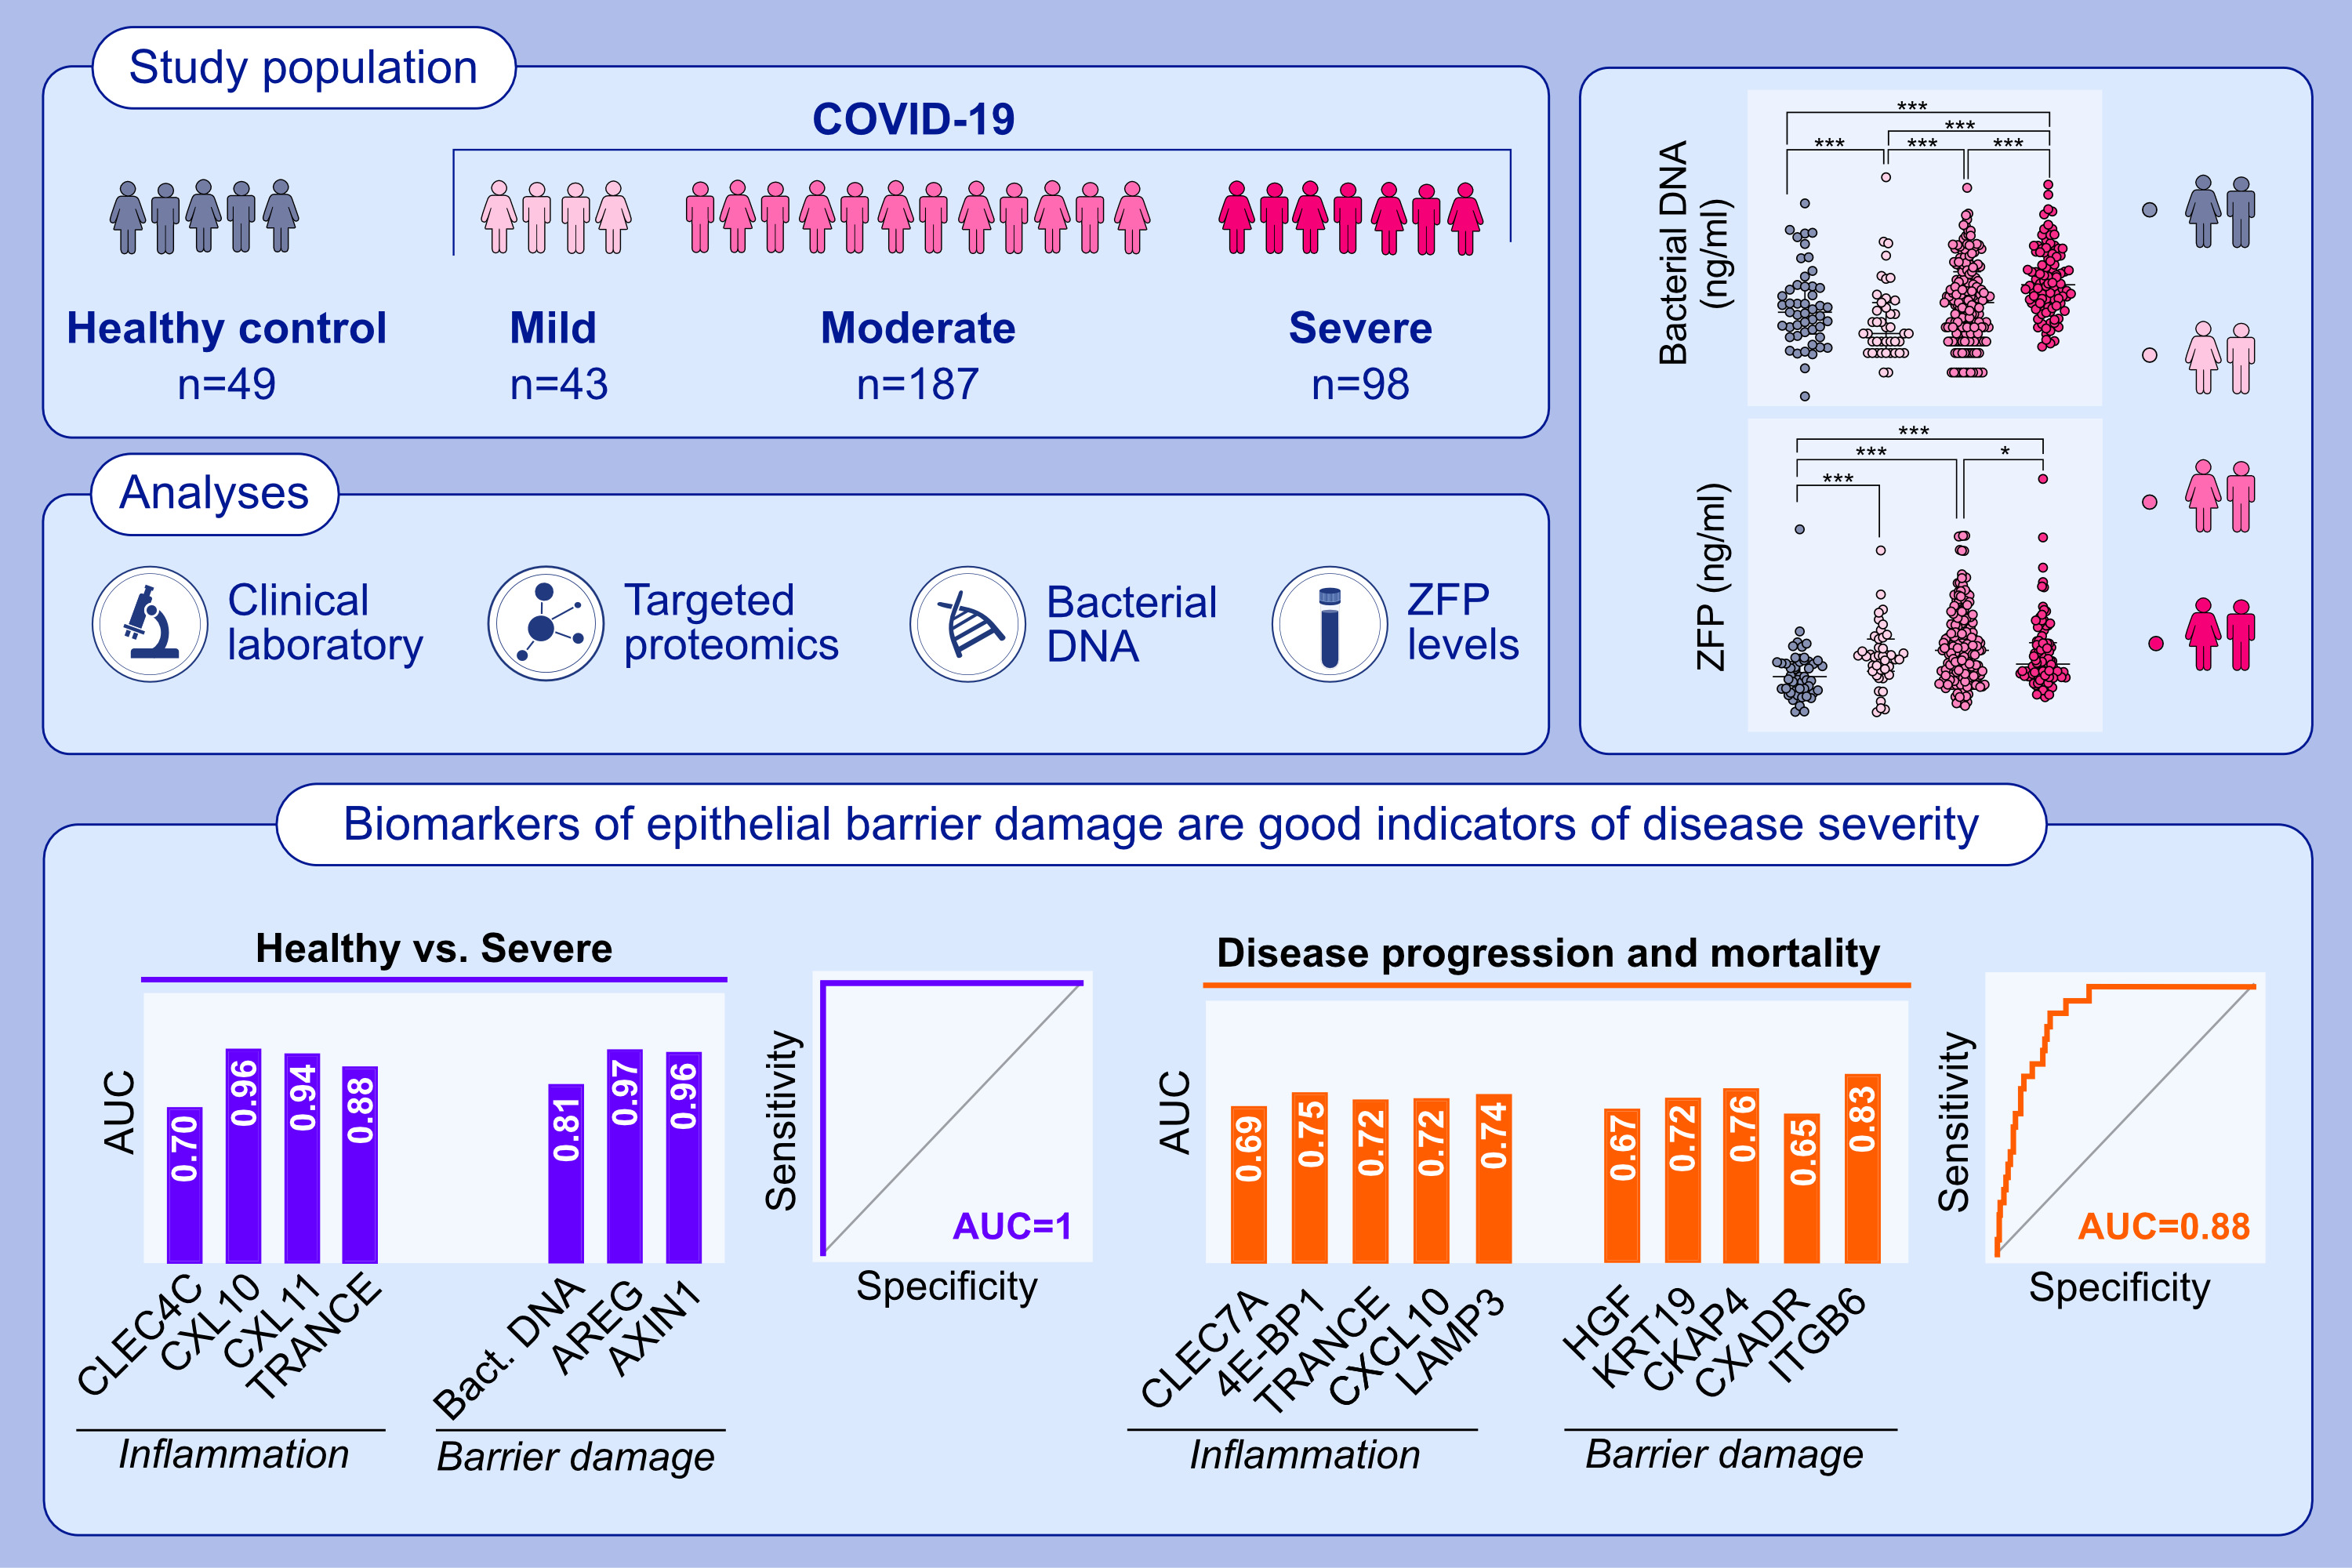 Study population
COVID-19
Healthy control
n=49
Mild
n=43
Moderate
n=187
Severe
n=98
Analyses
Clinical
laboratory
Targeted
proteomics
Bacterial
DNA
ZFP
levels
Bacterial DNA
(ng/ml)
***
***
***
***
***
ZFP (ng/ml)
***
***
*
***
Biomarkers of epithelial barrier damage are good indicators of disease severity
Healthy vs. Severe
AUC
0.70
0.96
0.94
0.88
0.81
0.97
0.96
CLEC4C
CXL10
CXL11
TRANCE
Bact. DNA
AREG
AXIN1
Inflammation
Barrier damage
Sensitivity
AUC=1
Specificity
Disease progression and mortality
AUC
0.69
0.75
0.72
0.72
0.74
0.67
0.72
0.76
0.65
0.83
CLEC7A
4E-BP1
TRANCE
CXCL10
LAMP3
HGF
KRT19
CKAP4
CXADR
ITGB6
Inflammation
Barrier damage
Sensitivity
AUC=0.88
Specificity